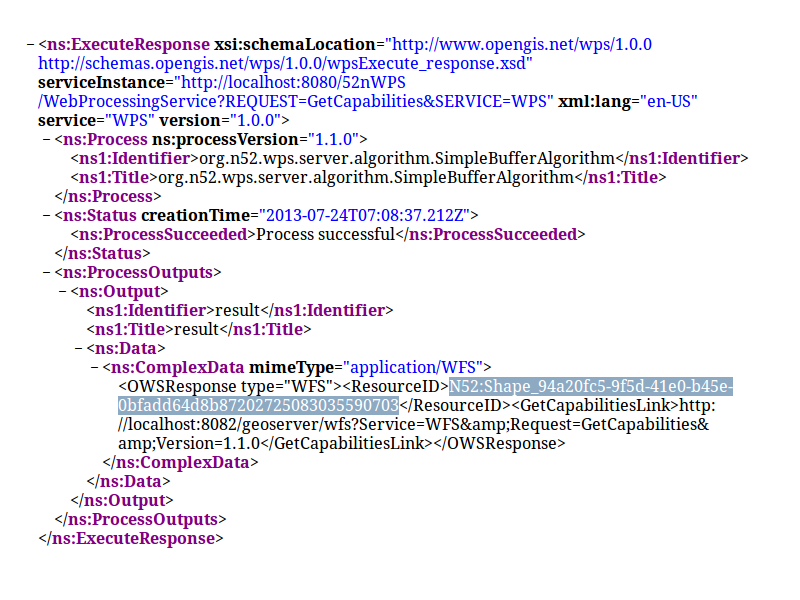 −<ns:ExecuteResponse xsi:schemaLocation="http://www.opengis.net/wps/1.0.0
http://schemas.opengis.net/wps/1.0.0/wpsExecute_response.xsd"
serviceInstance="http://localhost:8080/52nWPS
/WebProcessingService?REQUEST=GetCapabilities&SERVICE=WPS" xml:lang="en-US"
service="WPS" version="1.0.0">
−<ns:Process ns:processVersion="1.1.0">
<ns1:Identifier>org.n52.wps.server.algorithm.SimpleBufferAlgorithm</ns1:Identifier>
<ns1:Title>org.n52.wps.server.algorithm.SimpleBufferAlgorithm</ns1:Title>
</ns:Process>
−<ns:Status creationTime="2013-07-24T07:08:37.212Z">
<ns:ProcessSucceeded>Process successful</ns:ProcessSucceeded>
</ns:Status>
−<ns:ProcessOutputs>
−<ns:Output>
<ns1:Identifier>result</ns1:Identifier>
<ns1:Title>result</ns1:Title>
−<ns:Data>
−<ns:ComplexData mimeType="application/WFS">
<OWSResponse type="WFS"><ResourceID>N52:Shape_94a20fc5-9f5d-41e0-b45e-
0bfadd64d8b87202725083035590703</ResourceID><GetCapabilitiesLink>http:
//localhost:8082/geoserver/wfs?Service=WFS&amp;Request=GetCapabilities&
amp;Version=1.1.0</GetCapabilitiesLink></OWSResponse>
</ns:ComplexData>
</ns:Data>
</ns:Output>
</ns:ProcessOutputs>
</ns:ExecuteResponse>